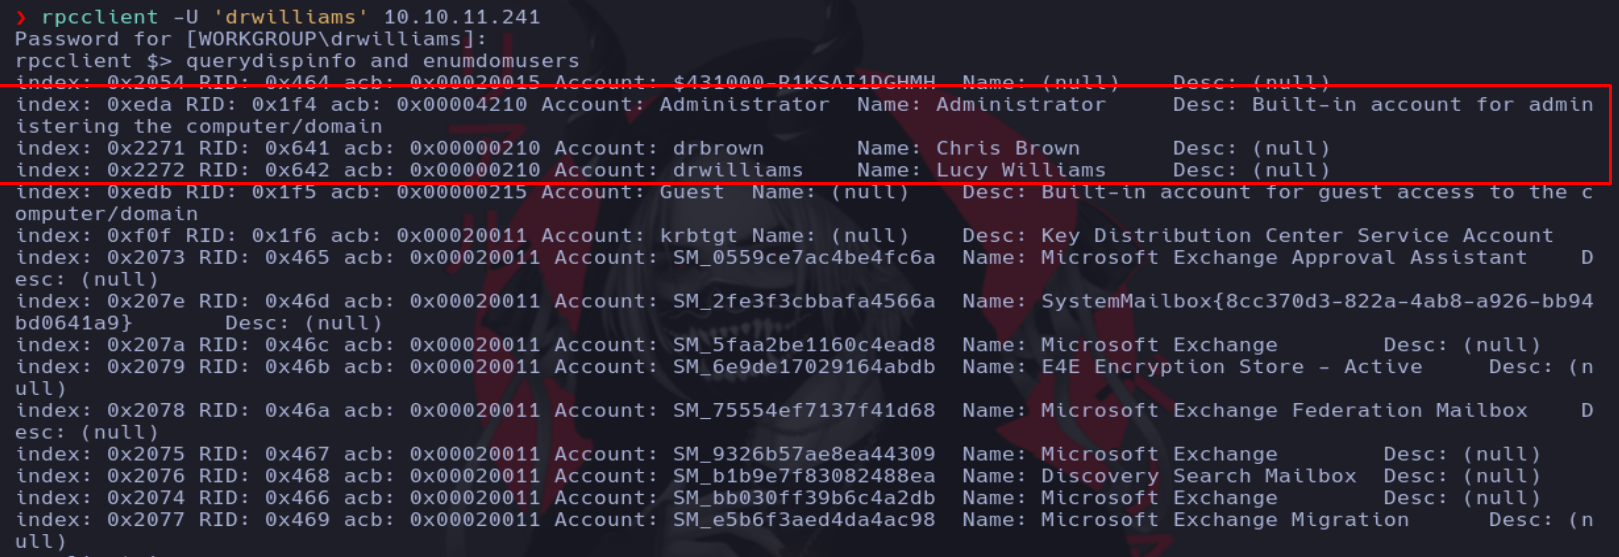 ❯ rpcclient -U 'drwilliams' 10.10.11.241
Password for [WORKGROUP\drwilliams]:
rpcclient $> querydispinfo and enumdomusers
index: 0x2054 RID: 0x464 acb: 0x00020015 Account: $431000-R1KSAI1DGHMH  Name: (null)    Desc: (null)
index: 0xeda RID: 0x1f4 acb: 0x00004210 Account: Administrator  Name: Administrator     Desc: Built-in account for admin
istering the computer/domain
index: 0x2271 RID: 0x641 acb: 0x00000210 Account: drbrown       Name: Chris Brown       Desc: (null)
index: 0x2272 RID: 0x642 acb: 0x00000210 Account: drwilliams    Name: Lucy Williams     Desc: (null)
index: 0xedb RID: 0x1f5 acb: 0x00000215 Account: Guest  Name: (null)    Desc: Built-in account for guest access to the c
omputer/domain
index: 0xf0f RID: 0x1f6 acb: 0x00020011 Account: krbtgt Name: (null)    Desc: Key Distribution Center Service Account
index: 0x2073 RID: 0x465 acb: 0x00020011 Account: SM_0559ce7ac4be4fc6a  Name: Microsoft Exchange Approval Assistant    D
esc: (null)
index: 0x207e RID: 0x46d acb: 0x00020011 Account: SM_2fe3f3cbbafa4566a  Name: SystemMailbox{8cc370d3-822a-4ab8-a926-bb94
bd0641a9}       Desc: (null)
index: 0x207a RID: 0x46c acb: 0x00020011 Account: SM_5faa2be1160c4ead8  Name: Microsoft Exchange        Desc: (null)
index: 0x2079 RID: 0x46b acb: 0x00020011 Account: SM_6e9de17029164abdb  Name: E4E Encryption Store - Active     Desc: (n
ull)
index: 0x2078 RID: 0x46a acb: 0x00020011 Account: SM_75554ef7137f41d68  Name: Microsoft Exchange Federation Mailbox    D
esc: (null)
index: 0x2075 RID: 0x467 acb: 0x00020011 Account: SM_9326b57ae8ea44309  Name: Microsoft Exchange        Desc: (null)
index: 0x2076 RID: 0x468 acb: 0x00020011 Account: SM_b1b9e7f83082488ea  Name: Discovery Search Mailbox  Desc: (null)
index: 0x2074 RID: 0x466 acb: 0x00020011 Account: SM_bb030ff39b6c4a2db  Name: Microsoft Exchange        Desc: (null)
index: 0x2077 RID: 0x469 acb: 0x00020011 Account: SM_e5b6f3aed4da4ac98  Name: Microsoft Exchange Migration      Desc: (n
ull)